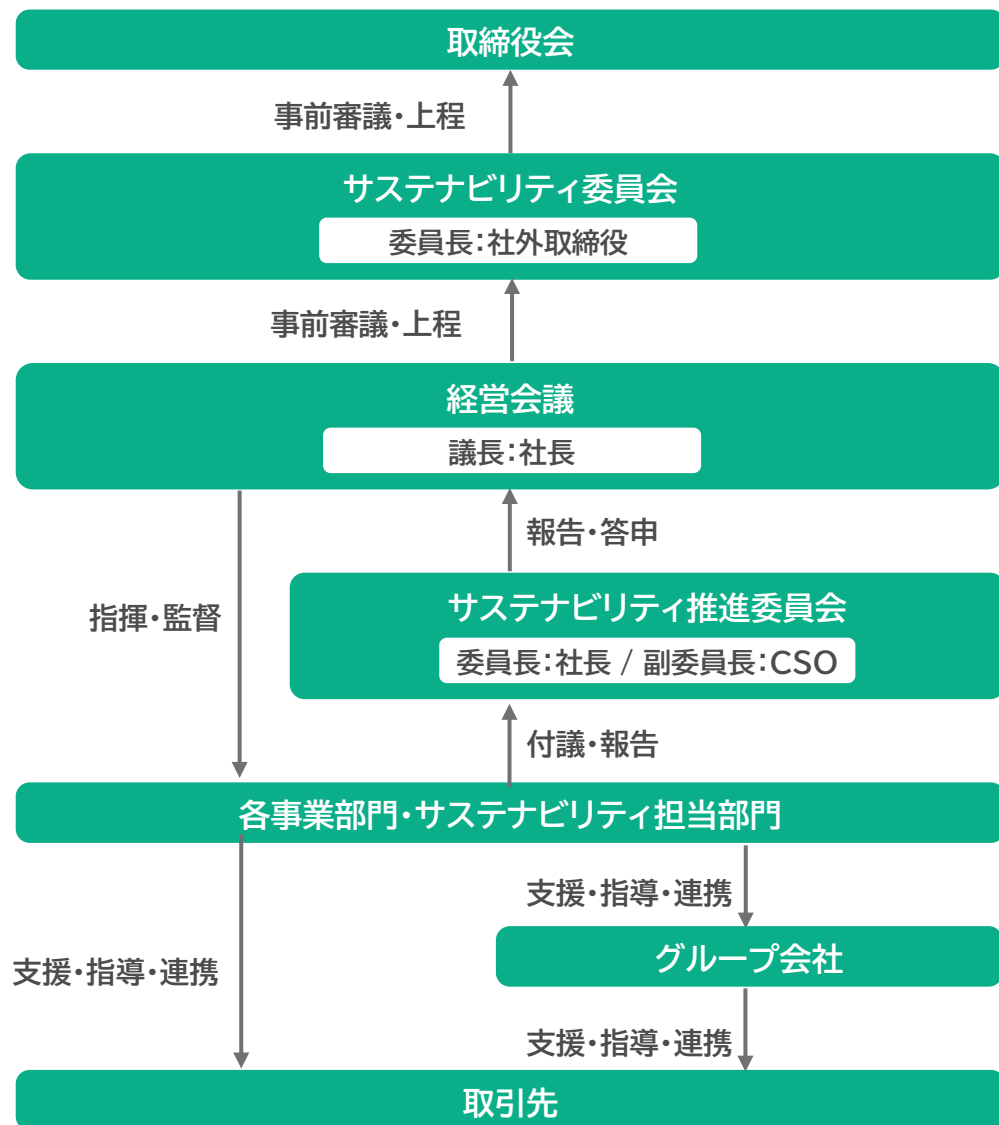 取締役会
事前審議・上程
サステナビリティ委員会
委員長：社外取締役
事前審議・上程
経営会議
議長：社長
報告・答申
指揮・監督
サステナビリティ推進委員会
委員長：社長 / 副委員長：CSO
付議・報告
各事業部門・サステナビリティ担当部門
支援・指導・連携
支援・指導・連携
グループ会社
支援・指導・連携
取引先